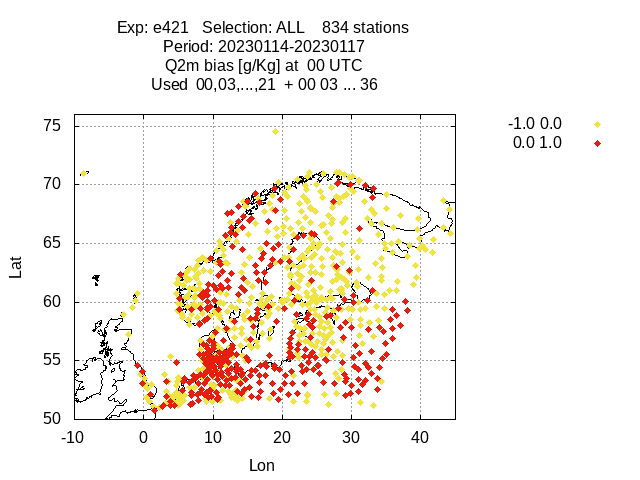 Exp: e421   Selection: ALL    834 stations
Period: 20230114-20230117
Q2m bias [g/Kg] at  00 UTC
Used  00,03,...,21  + 00 03 ... 36
-1.0 0.0
0.0 1.0
75
70
65
60
55
50
Lat
-10 0 10 20 30 40
Lon